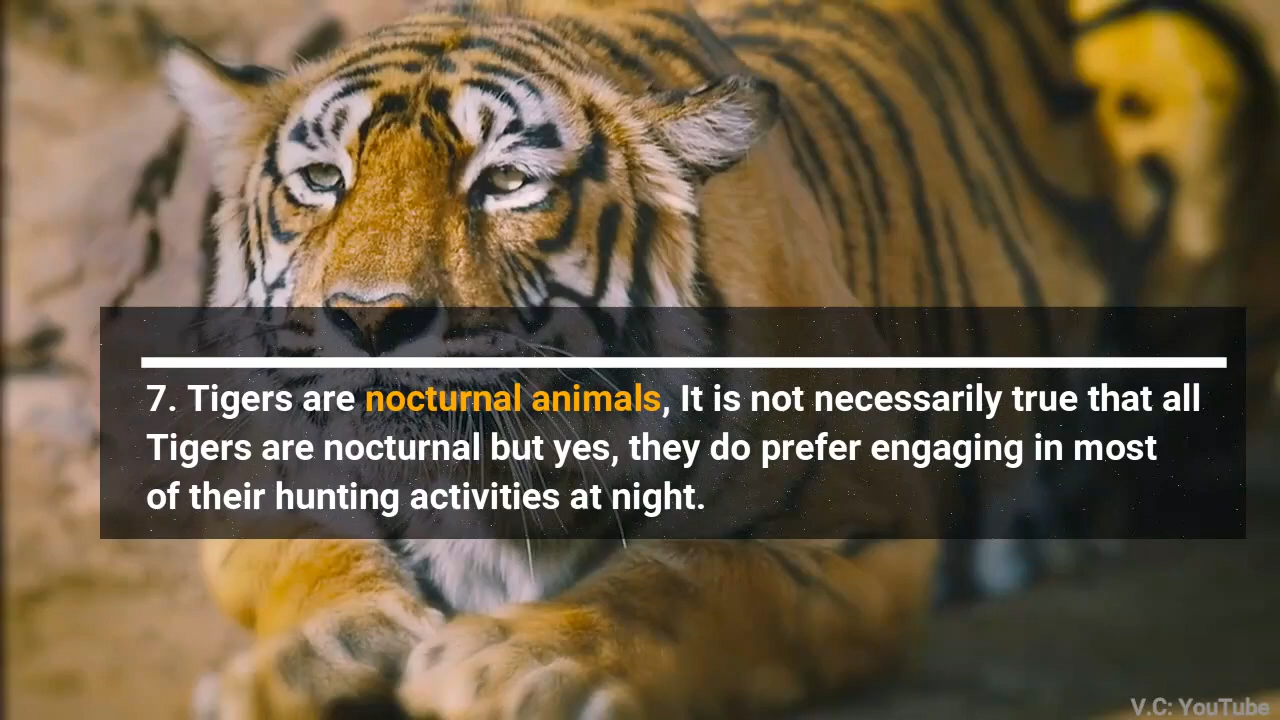 7. Tigers are nocturnal animals, It is not necessarily true that all
Tigers are nocturnal but yes, they do prefer engaging in most
of their hunting activities at night.
V.C: YouTube